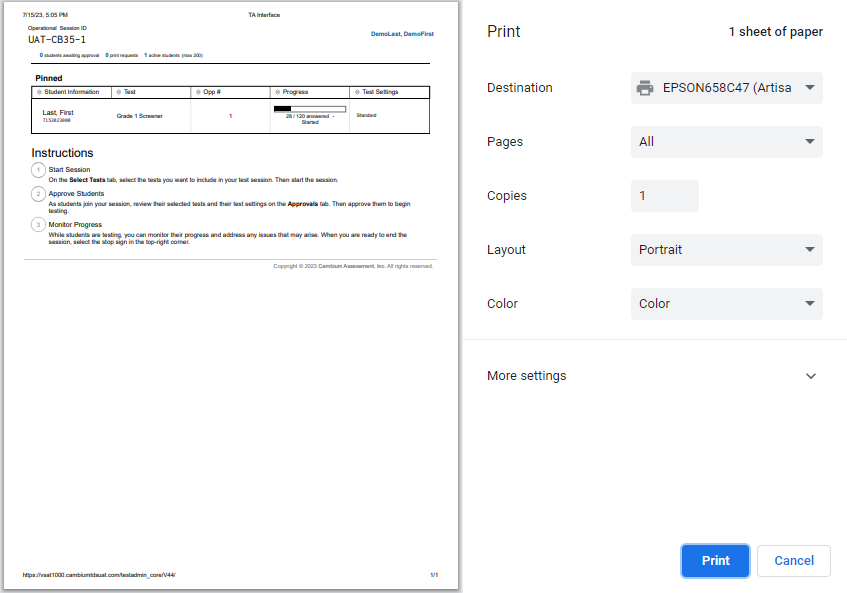 7/15/23, 5:05 PM TA Interface
Operational Session ID
UAT-CB35-1
DemoLast, DemoFirst
0 students awaiting approval 0 print requests 1 active students (max 200)
Pinned
Student Information Test Opp # Progress Test Settings
Last, First
7152023080
Grade 1 Screener
1
28 / 120 answered -
Started
Standard
Instructions
1 Start Session
On the Select Tests tab, select the tests you want to include in your test session. Then start the session.
2 Approve Students
As students join your session, review their selected tests and their test settings on the Approvals tab. Then approve them to begin
testing.
3 Monitor Progress
While students are testing, you can monitor their progress and address any issues that may arise. When you are ready to end the
session, select the stop sign in the top-right corner.
Copyright © 2023 Cambium Assessment, Inc. All rights reserved.
https://vsat1000.cambiumtdsuat.com/testadmin_core/V44/ 1/1
Print 1 sheet of paper
Destination EPSON658C47 (Artisa
Pages All
Copies 1
Layout Portrait
Color Color
More settings
Print Cancel